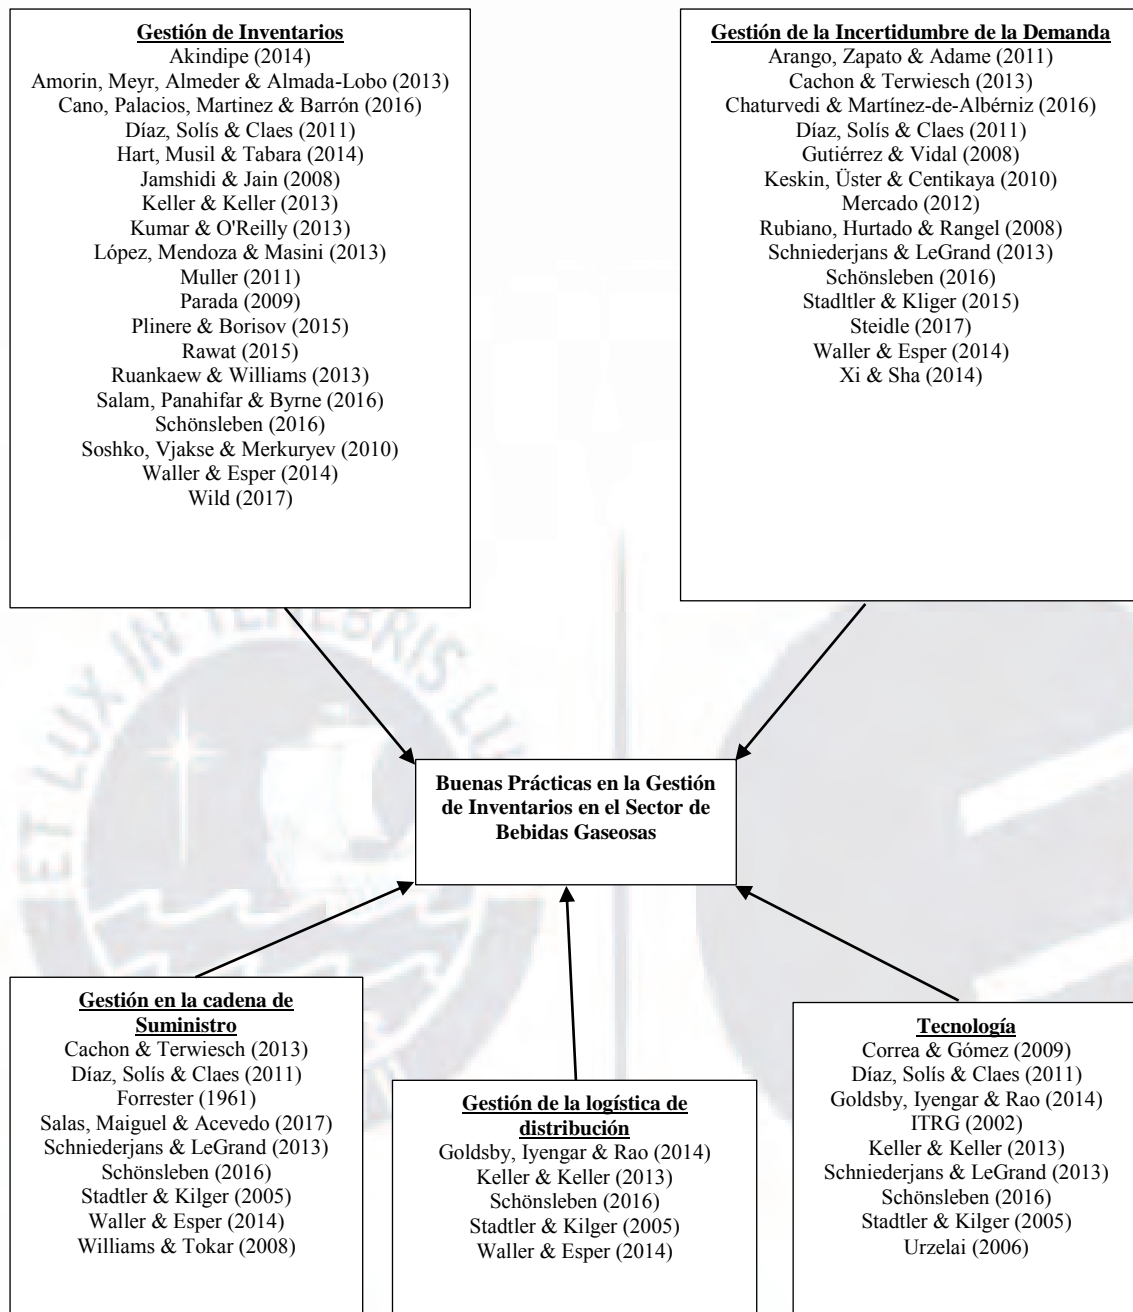 Gestión de Inventarios
Akindipe (2014)
Amorin, Meyr, Almeder & Almada-Lobo (2013)
Cano, Palacios, Martinez & Barrón (2016)
Díaz, Solís & Claes (2011)
Hart, Musil & Tabara (2014)
Jamshidi & Jain (2008)
Keller & Keller (2013)
Kumar & O'Reilly (2013)
López, Mendoza & Masini (2013)
Muller (2011)
Parada (2009)
Plinere & Borisov (2015)
Rawat (2015)
Ruankaew & Williams (2013)
Salam, Panahifar & Byrne (2016)
Schönsleben (2016)
Soshko, Vjakse & Merkuryev (2010)
Waller & Esper (2014)
Wild (2017)
Gestión de la Incertidumbre de la Demanda
Arango, Zapato & Adame (2011)
Cachon & Terwiesch (2013)
Chaturvedi & Martínez-de-Albérniz (2016)
Díaz, Solís & Claes (2011)
Gutiérrez & Vidal (2008)
Keskin, Üster & Centikaya (2010)
Mercado (2012)
Rubiano, Hurtado & Rangel (2008)
Schniederjans & LeGrand (2013)
Schönsleben (2016)
Stadltler & Kliger (2015)
Steidle (2017)
Waller & Esper (2014)
Xi & Sha (2014)
ET LUX IN TENEBRIS LU
Buenas Prácticas en la Gestión
de Inventarios en el Sector de
Bebidas Gaseosas
Gestión en la cadena de
Suministro
Cachon & Terwiesch (2013)
Díaz, Solís & Claes (2011)
Forrester (1961)
Salas, Maiguel & Acevedo (2017)
Schniederjans & LeGrand (2013)
Schönsleben (2016)
Stadtler & Kilger (2005)
Waller & Esper (2014)
Williams & Tokar (2008)
Gestión de la logística de
distribución
Goldsby, Iyengar & Rao (2014)
Keller & Keller (2013)
Schönsleben (2016)
Stadtler & Kilger (2005)
Waller & Esper (2014)
Tecnología
Correa & Gómez (2009)
Díaz, Solís & Claes (2011)
Goldsby, Iyengar & Rao (2014)
ITRG (2002)
Keller & Keller (2013)
Schniederjans & LeGrand (2013)
Schönsleben (2016)
Stadtler & Kilger (2005)
Urzelai (2006)